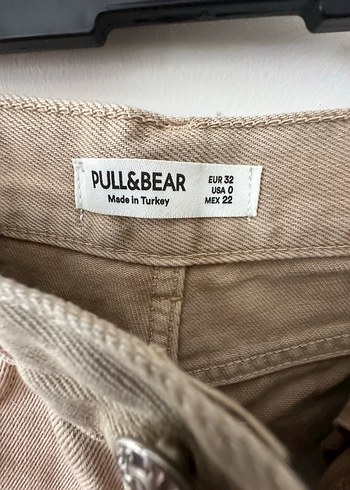 PULL&BEAR
Made in Turkey
EUR 32
USA 0
MEX 22